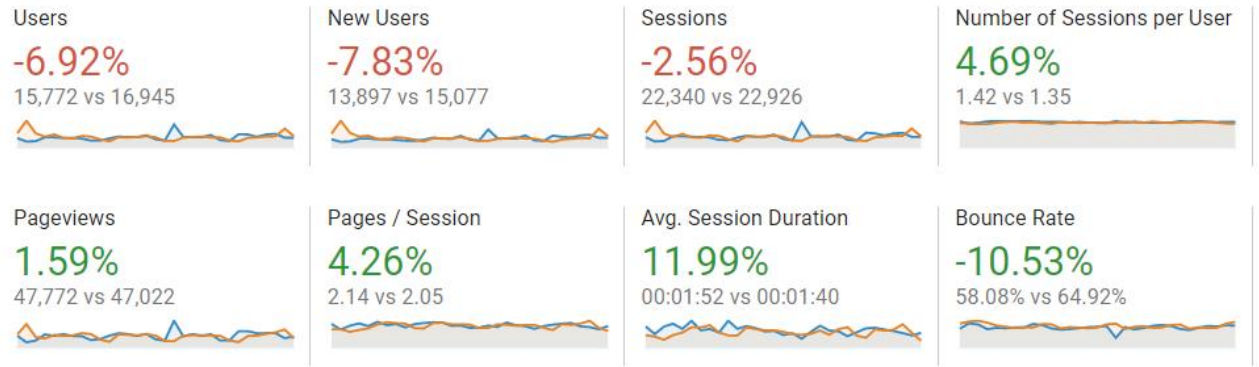 Users
-6.92%
15,772 vs 16,945
New Users
-7.83%
13,897 vs 15,077
Sessions
-2.56%
22,340 vs 22,926
Number of Sessions per User
4.69%
1.42 vs 1.35
Pageviews
1.59%
47,772 vs 47,022
Pages / Session
4.26%
2.14 vs 2.05
Avg. Session Duration
11.99%
00:01:52 vs 00:01:40
Bounce Rate
-10.53%
58.08% vs 64.92%